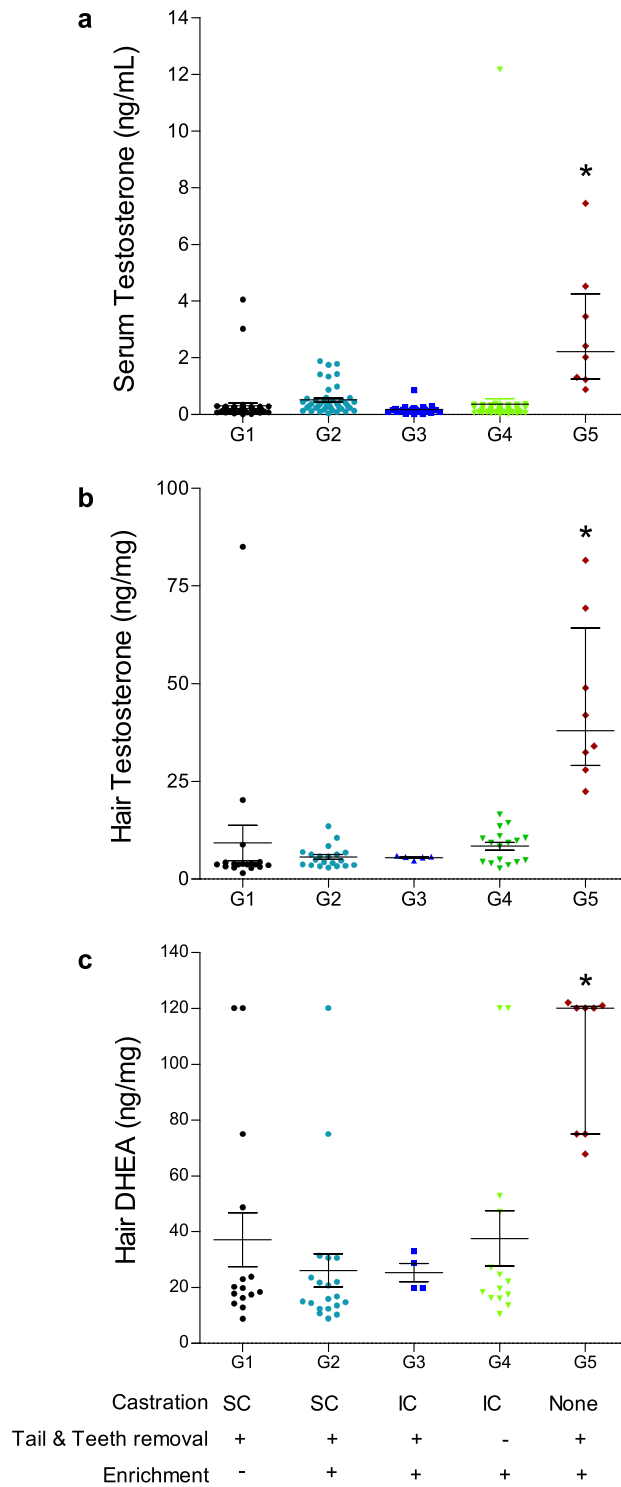 a
Serum Testosterone (ng/mL)
14
12
10
8
6
4
2
0
*
G1 G2 G3 G4 G5
b
Hair Testosterone (ng/mg)
100
75
50
25
0
*
G1 G2 G3 G4 G5
c
Hair DHEA (ng/mg)
140
120
100
80
60
40
20
0
*
G1 G2 G3 G4 G5
Castration SC SC IC IC None
Tail & Teeth removal + + + - +
Enrichment - + + + +